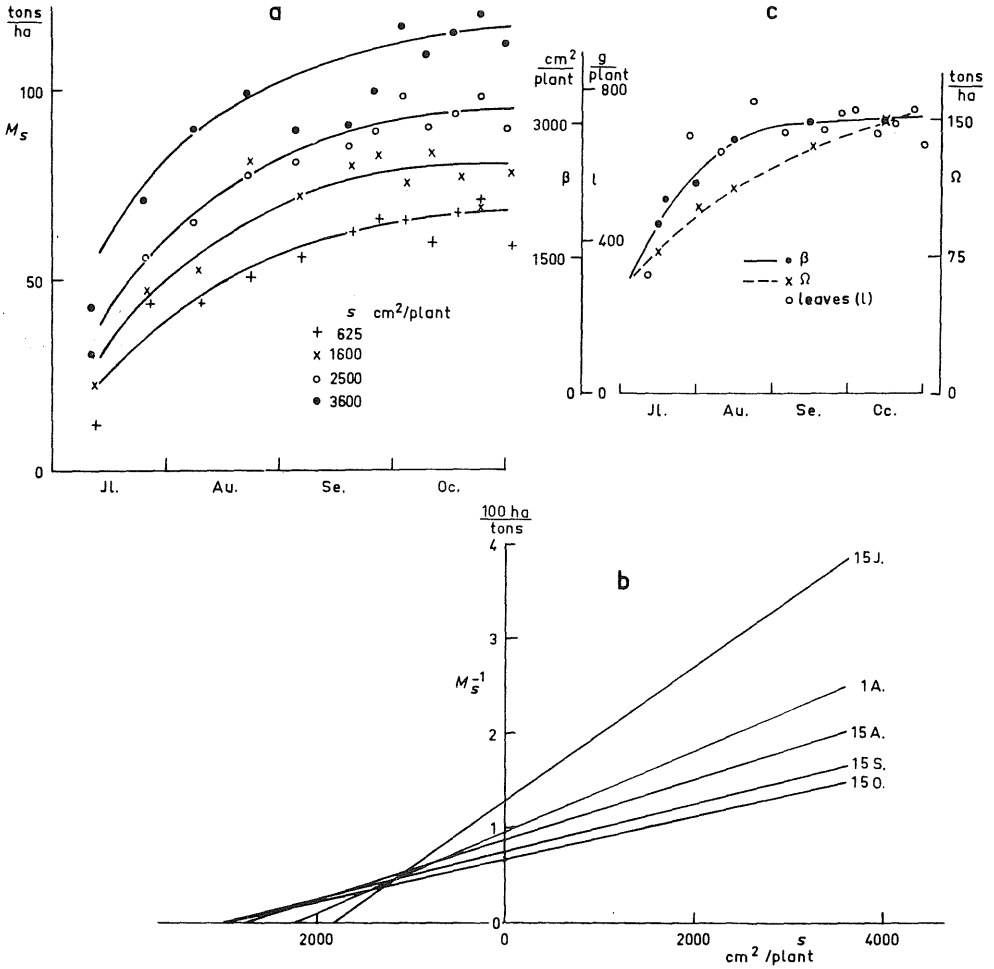 a
tons
ha
100
Ms
50
0
Jl. Au. Se. Oc.
s cm²/plant
+ 625
x 1600
o 2500
● 3600
c
cm² g
plant plant
800
3000
β l
400
1500
0 0
Jl. Au. Se. Oc.
tons
ha
150
Ω
75
0
β
Ω
leaves (l)
b
100 ha
tons
4
3
Ms⁻¹
2
1
0
15 J.
1 A.
15 A.
15 S.
15 O.
2000 0 2000 s 4000
cm²/plant